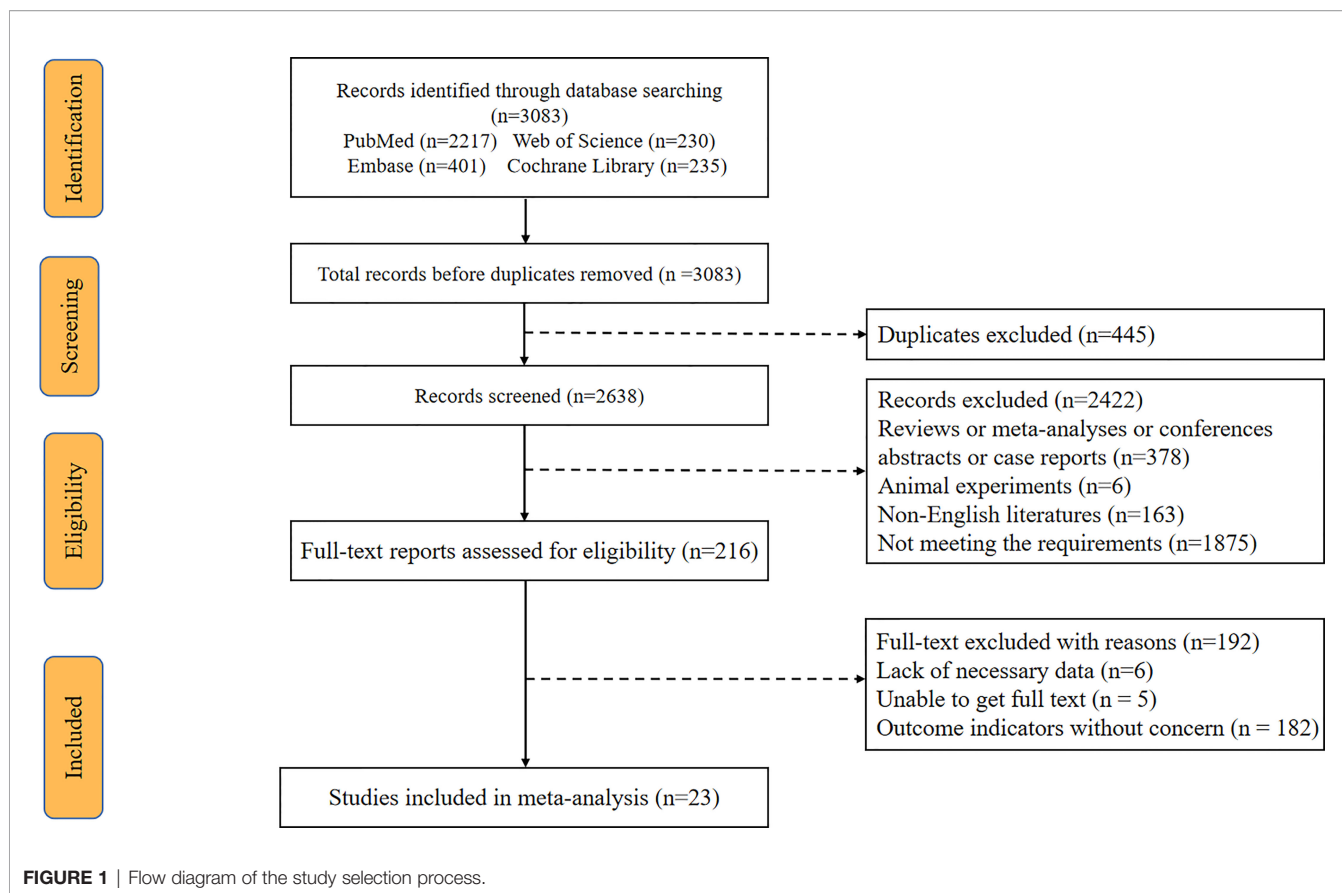 Identification
Records identified through database searching
(n=3083)
PubMed (n=2217) Web of Science (n=230)
Embase (n=401) Cochrane Library (n=235)
Screening
Total records before duplicates removed (n =3083)
Duplicates excluded (n=445)
Records screened (n=2638)
Eligibility
Records excluded (n=2422)
Reviews or meta-analyses or conferences
abstracts or case reports (n=378)
Animal experiments (n=6)
Non-English literatures (n=163)
Not meeting the requirements (n=1875)
Full-text reports assessed for eligibility (n=216)
Included
Full-text excluded with reasons (n=192)
Lack of necessary data (n=6)
Unable to get full text (n = 5)
Outcome indicators without concern (n = 182)
Studies included in meta-analysis (n=23)
FIGURE 1 | Flow diagram of the study selection process.